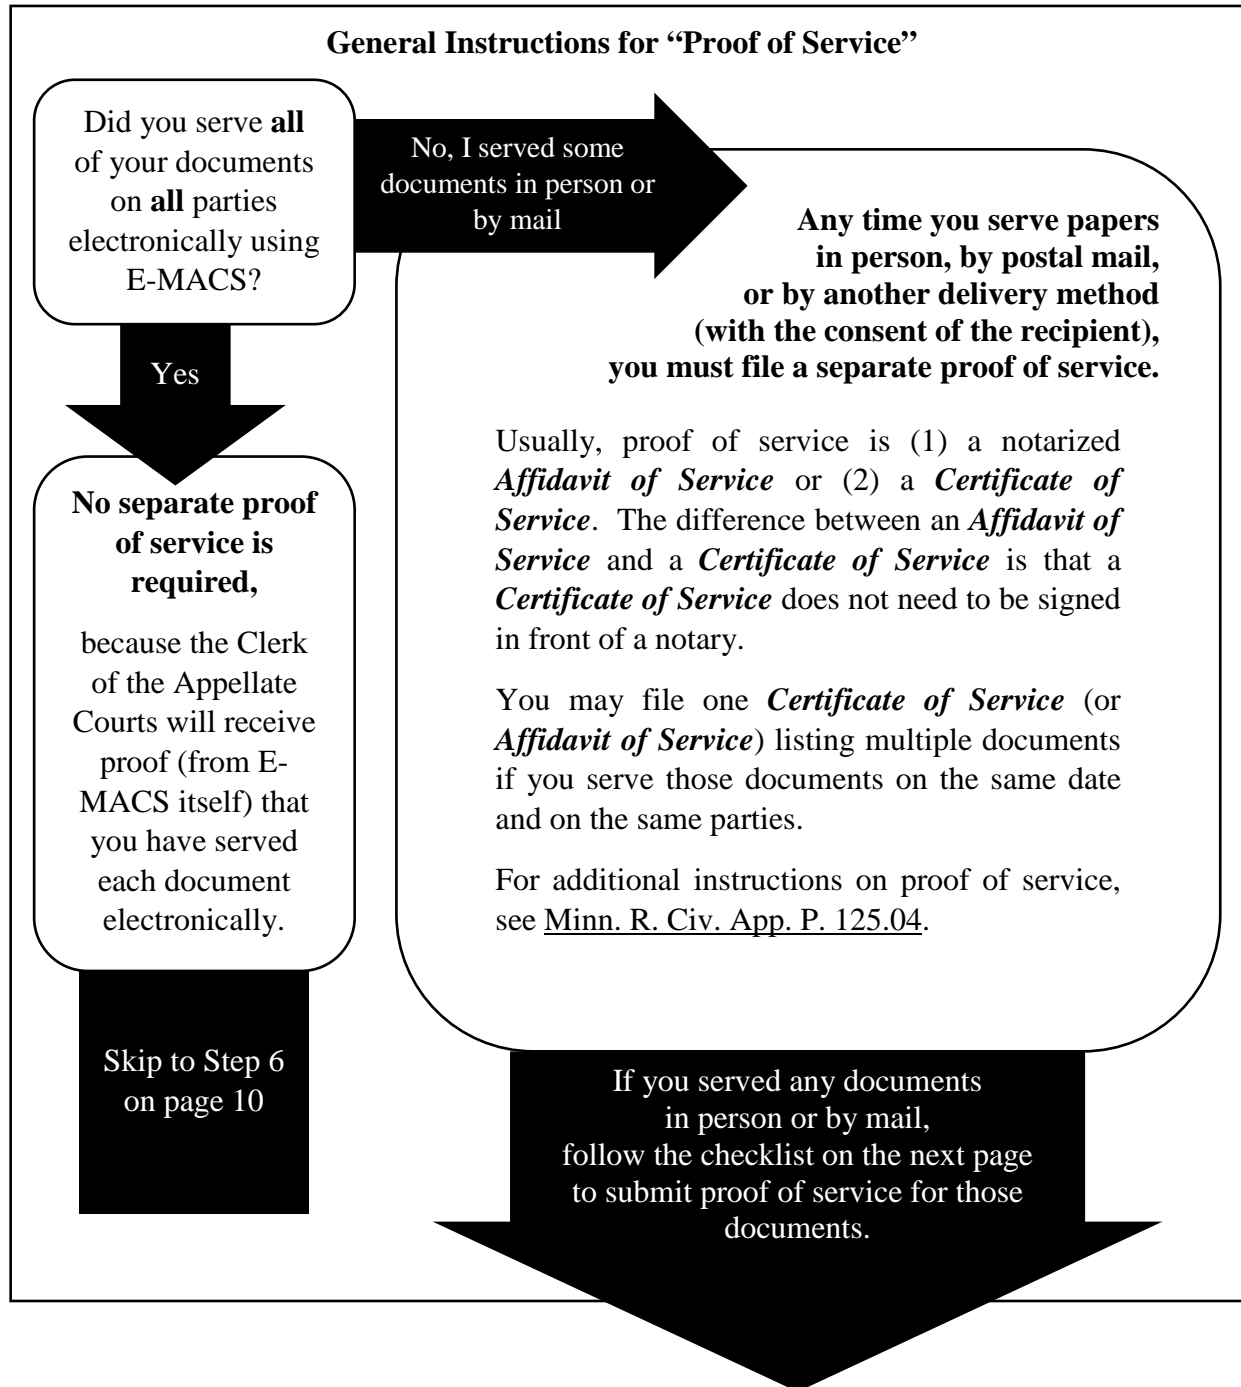 General Instructions for “Proof of Service”
Did you serve all
of your documents
on all parties
electronically using
E-MACS?
No, I served some
documents in person or
by mail
Yes
No separate proof
of service is
required,
because the Clerk
of the Appellate
Courts will receive
proof (from E-
MACS itself) that
you have served
each document
electronically.
Skip to Step 6
on page 10
Any time you serve papers
in person, by postal mail,
or by another delivery method
(with the consent of the recipient),
you must file a separate proof of service.
Usually, proof of service is (1) a notarized
Affidavit of Service or (2) a Certificate of
Service. The difference between an Affidavit of
Service and a Certificate of Service is that a
Certificate of Service does not need to be signed
in front of a notary.
You may file one Certificate of Service (or
Affidavit of Service) listing multiple documents
if you serve those documents on the same date
and on the same parties.
For additional instructions on proof of service,
see Minn. R. Civ. App. P. 125.04.
If you served any documents
in person or by mail,
follow the checklist on the next page
to submit proof of service for those
documents.